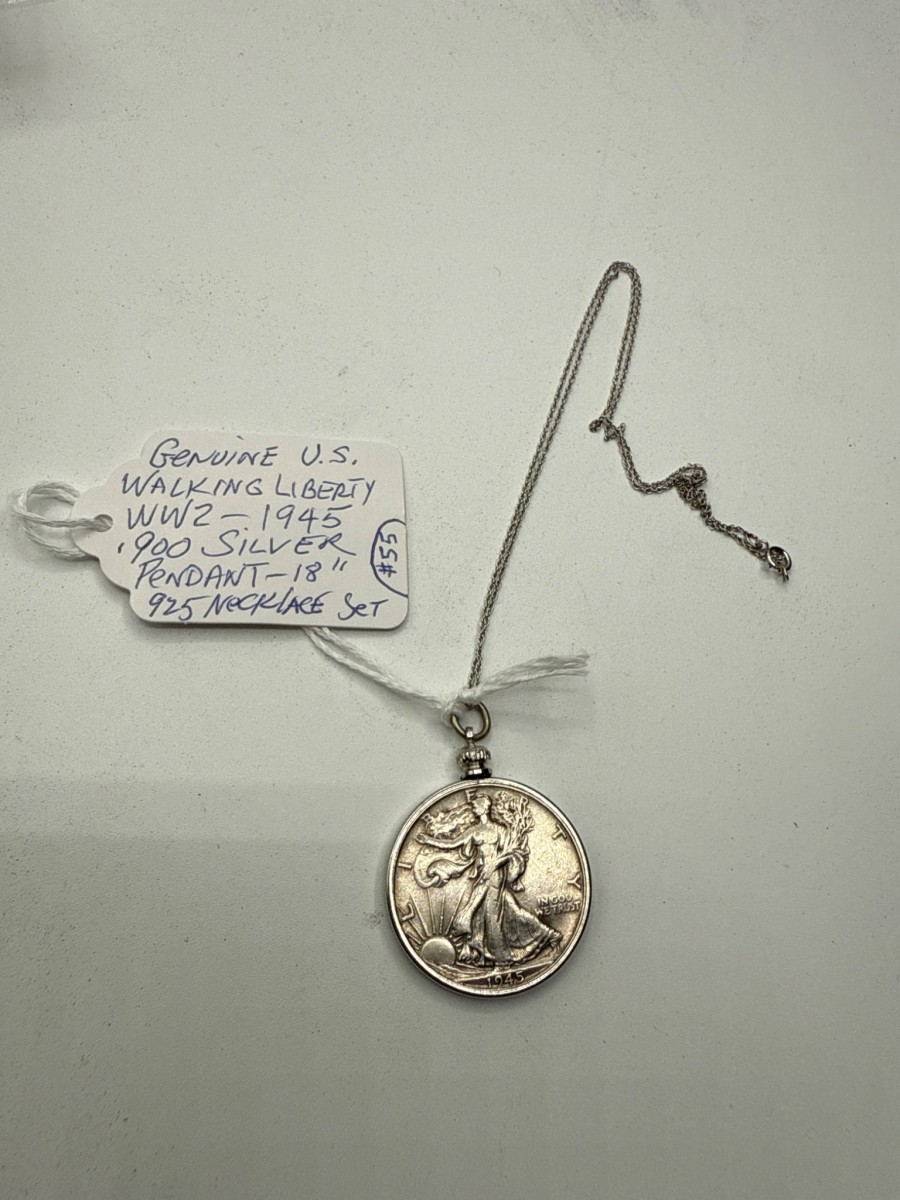 GENUINE U.S.
WALKING LIBERTY
WW2 - 1945
.900 SILVER
PENDANT - 18"
925 NECKLACE SET
#55
LIBERTY
IN GOD
WE TRUST
1945